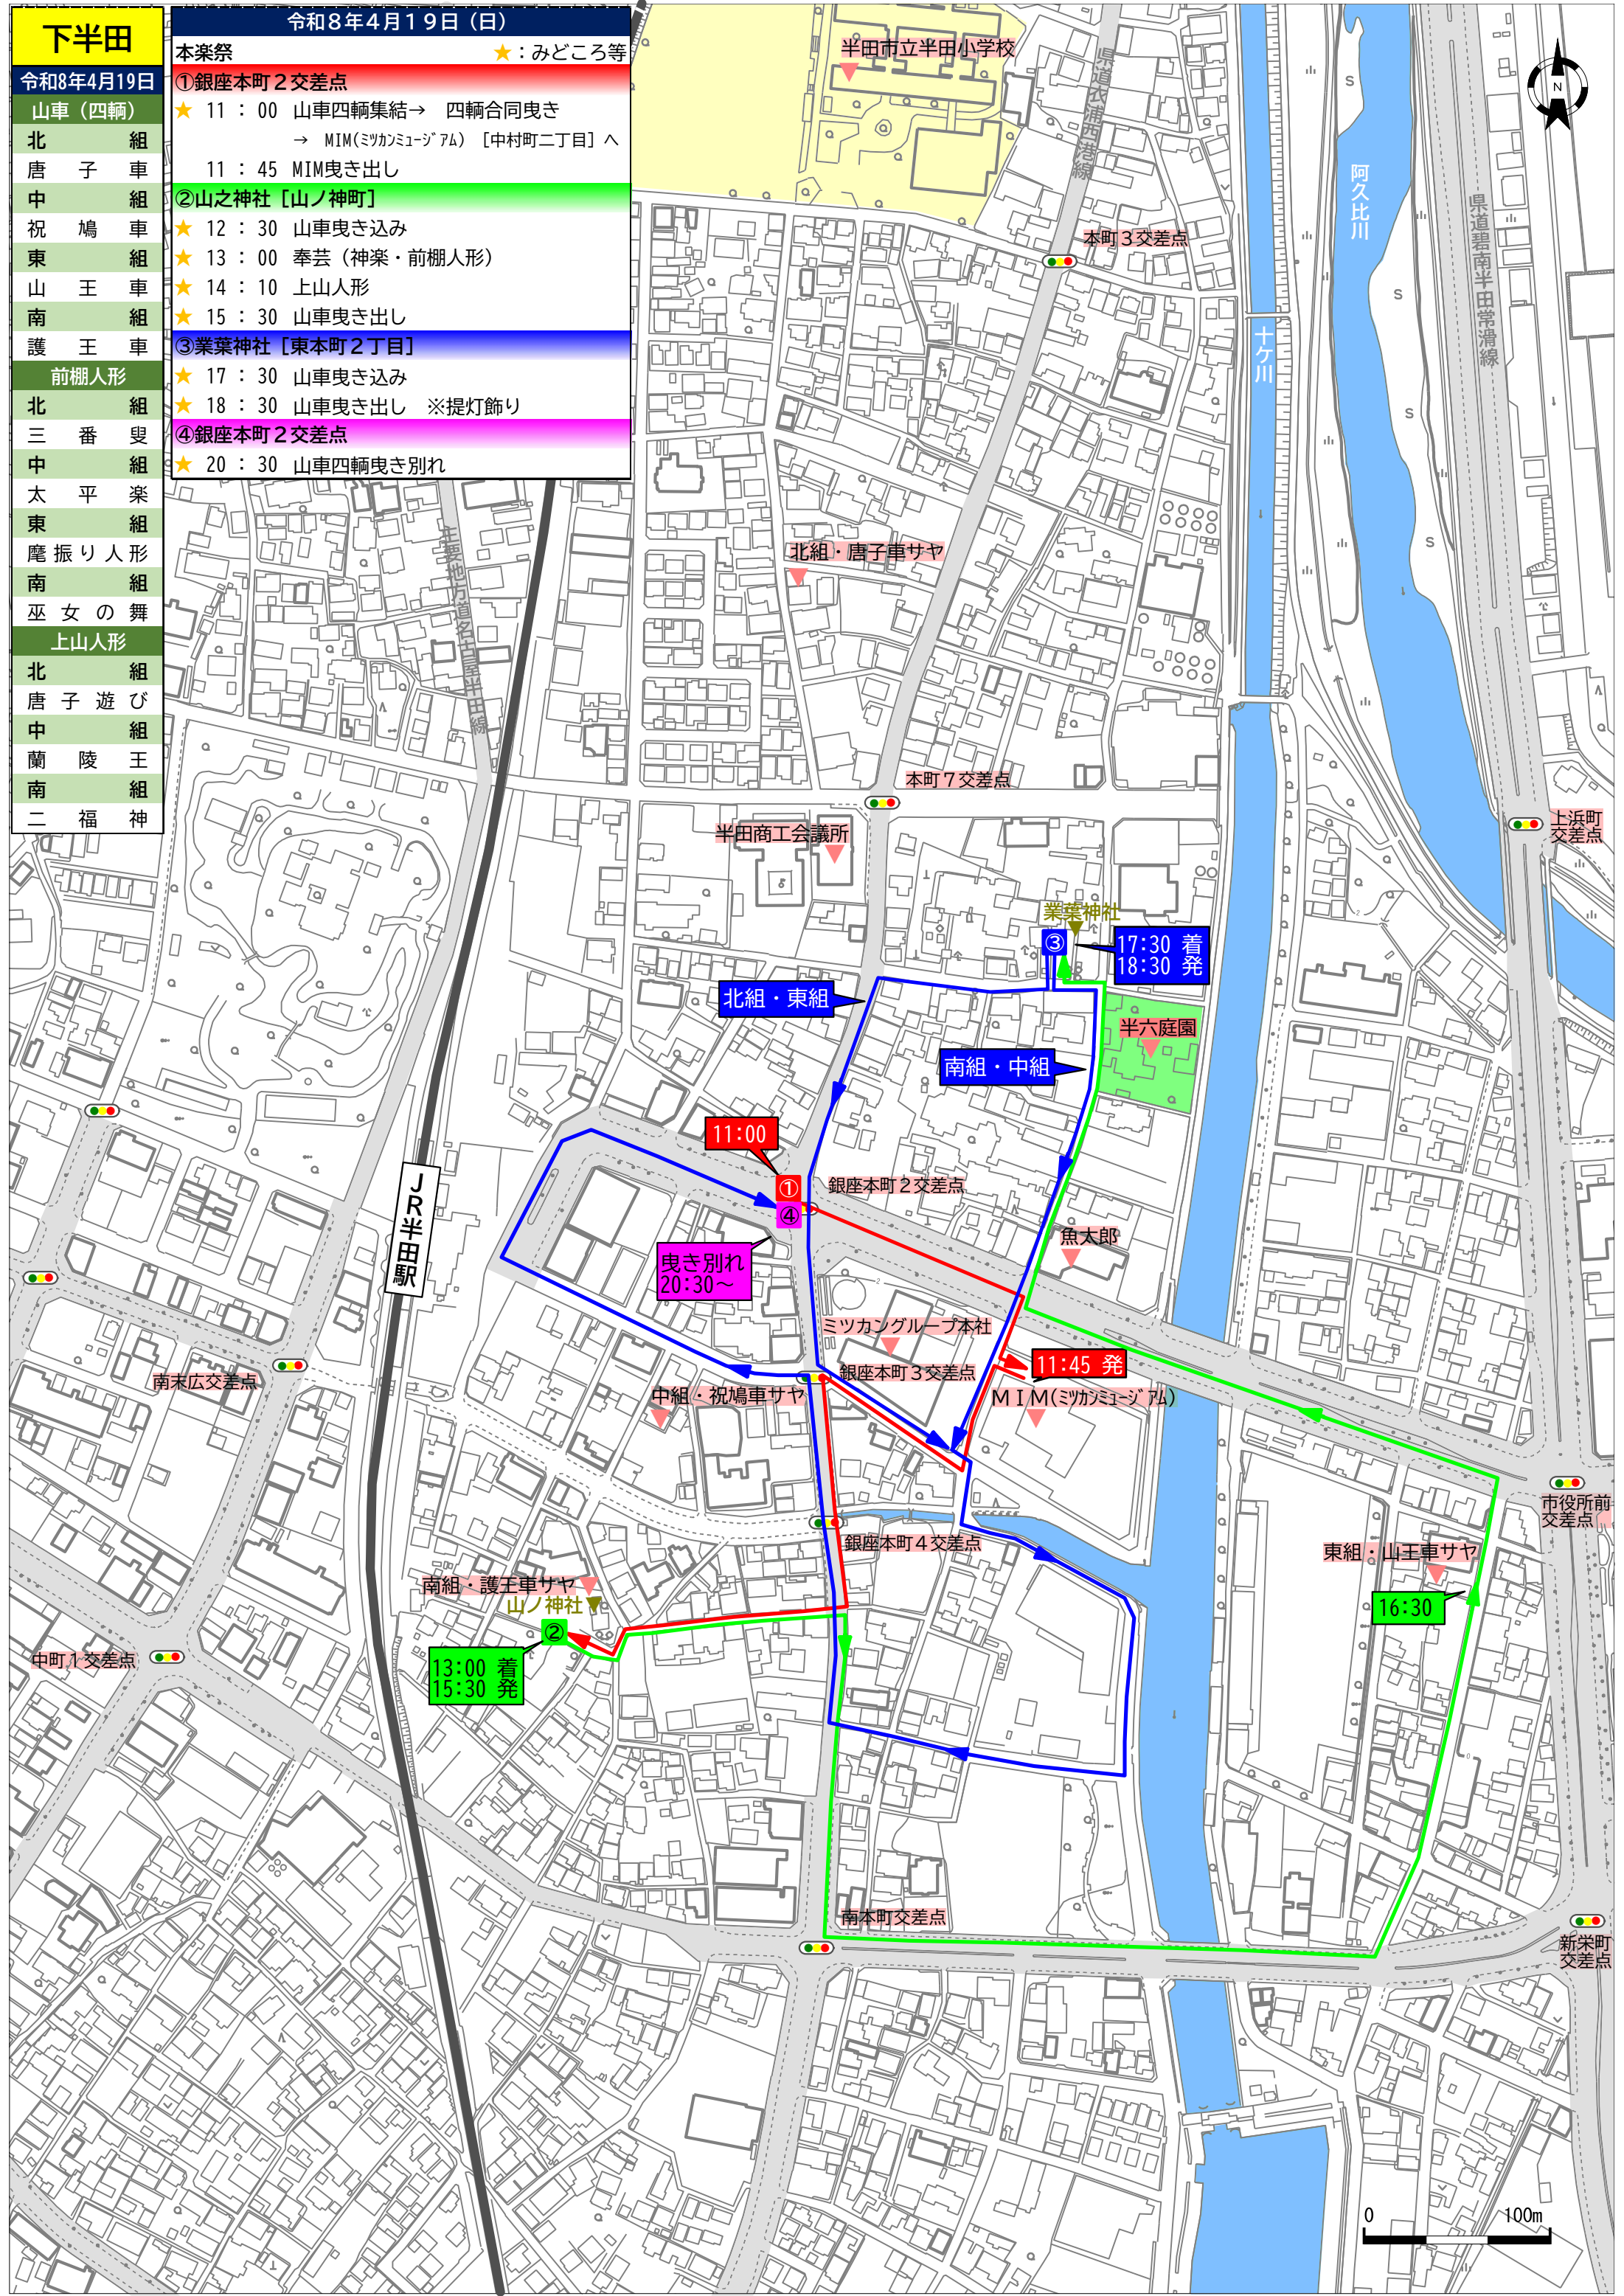 下半田
令和8年4月19日
山車（四輌）
北組
唐子車
中組
祝鳩車
東組
山王車
南組
護王車
前棚人形
北組
三番叟
中組
太平楽
東組
麾振り人形
南組
巫女の舞
上山人形
北組
唐子遊び
中組
蘭陵王
南組
二福神
令和８年４月１９日（日）
本楽祭 ★：みどころ等
①銀座本町２交差点
★ 11 : 00 山車四輌集結→ 四輌合同曳き
→ MIM(ﾐﾂｶﾝﾐｭｰｼﾞｱﾑ) ［中村町二丁目］へ
11 : 45 MIM曳き出し
②山之神社［山ノ神町］
★ 12 : 30 山車曳き込み
★ 13 : 00 奉芸（神楽・前棚人形）
★ 14 : 10 上山人形
★ 15 : 30 山車曳き出し
③業葉神社［東本町２丁目］
★ 17 : 30 山車曳き込み
★ 18 : 30 山車曳き出し ※提灯飾り
④銀座本町２交差点
★ 20 : 30 山車四輌曳き別れ
半田市立半田小学校
県道衣浦西港線
N
阿久比川
県道碧南半田常滑線
本町３交差点
十ケ川
主要地方道名古屋半田線
北組・唐子車サヤ
本町７交差点
半田商工会議所
上浜町
交差点
業葉神社
③
17:30 着
18:30 発
北組・東組
半六庭園
南組・中組
11:00
①
銀座本町２交差点
④
ＪＲ半田駅
魚太郎
曳き別れ
20:30～
ミツカングループ本社
11:45 発
銀座本町３交差点
南末広交差点
中組・祝鳩車サヤ
ＭＩＭ(ﾐﾂｶﾝﾐｭｰｼﾞｱﾑ)
市役所前
交差点
銀座本町４交差点
東組・山王車サヤ
南組・護王車サヤ
山ノ神社
②
16:30
13:00 着
15:30 発
中町１交差点
南本町交差点
新栄町
交差点
0 100m